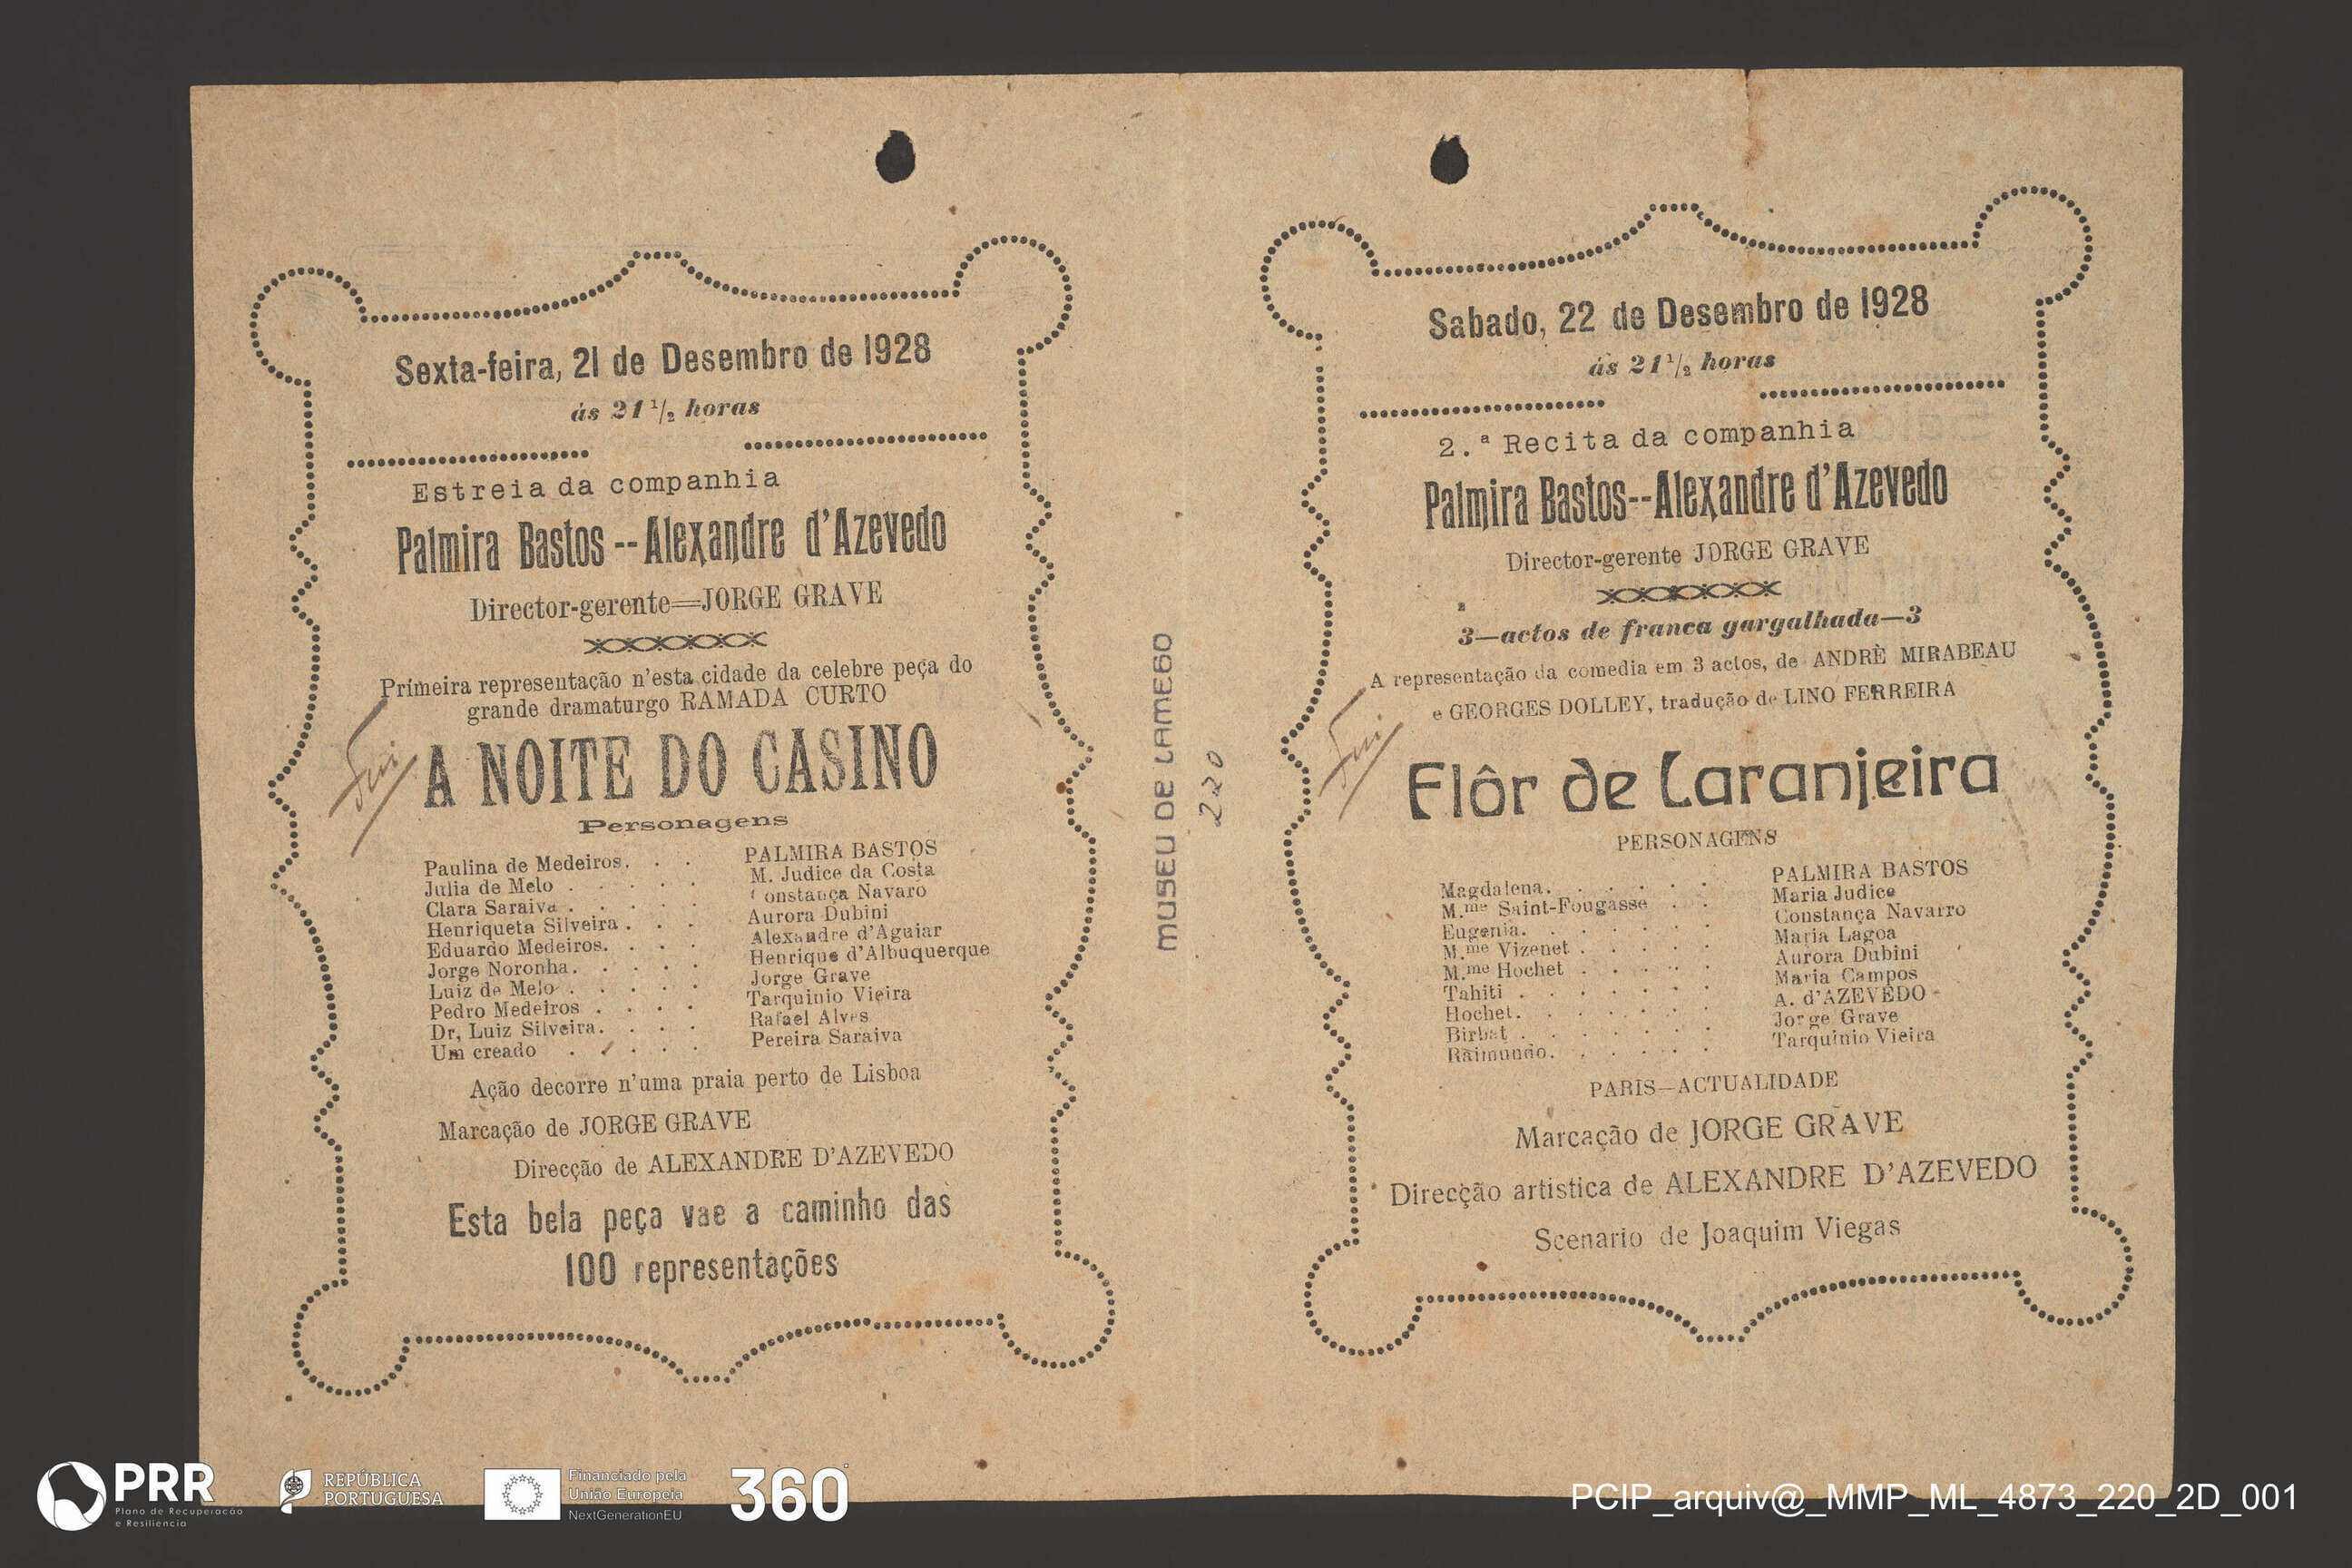 Sexta-feira, 21 de Desembro de 1928
ás 21 1/2 horas
Estreia da companhia
Palmira Bastos -- Alexandre d'Azevedo
Director-gerente=JORGE GRAVE
Primeira representação n'esta cidade da celebre peça do
grande dramaturgo RAMADA CURTO
Fui
A NOITE DO CASINO
Personagens
Paulina de Medeiros. . . PALMIRA BASTOS
Julia de Melo . . . . . M. Judice da Costa
Clara Saraiva . . . . . Constança Navaro
Henriqueta Silveira . . . Aurora Dubini
Eduardo Medeiros. . . . Alexandre d'Aguiar
Jorge Noronha. . . . . Henrique d'Albuquerque
Luiz de Melo . . . . . Jorge Grave
Pedro Medeiros . . . . Tarquinio Vieira
Dr, Luiz Silveira. . . . Rafael Alves
Um creado . . . . . Pereira Saraiva
Ação decorre n'uma praia perto de Lisboa
Marcação de JORGE GRAVE
Direcção de ALEXANDRE D'AZEVEDO
Esta bela peça vae a caminho das
100 representações
MUSEU DE LAMEGO
220
Sabado, 22 de Desembro de 1928
ás 21 1/2 horas
2.ª Recita da companhia
Palmira Bastos--Alexandre d'Azevedo
Director-gerente JORGE GRAVE
3—actos de franca gargalhada—3
A representação da comedia em 3 actos, de ANDRÈ MIRABEAU
e GEORGES DOLLEY, tradução de LINO FERREIRA
Fui
Flôr de Laranjeira
PERSONAGENS
Magdalena. . . . . . PALMIRA BASTOS
M.me Saint-Fougasse . . Maria Judice
Eugenia. . . . . . . Constança Navarro
M.me Vizenet . . . . . Maria Lagoa
M.me Hochet . . . . . Aurora Dubini
Tahiti . . . . . . . Maria Campos
Hochet. . . . . . . A. d'AZEVEDO
Birbat . . . . . . . Jorge Grave
Raimundo. . . . . . Tarquinio Vieira
PARIS—ACTUALIDADE
Marcação de JORGE GRAVE
Direcção artistica de ALEXANDRE D'AZEVEDO
Scenario de Joaquim Viegas
PRR
Plano de Recuperação
e Resiliência
REPÚBLICA
PORTUGUESA
Financiado pela
União Europeia
NextGenerationEU
360°
PCIP_arquiv@_MMP_ML_4873_220_2D_001